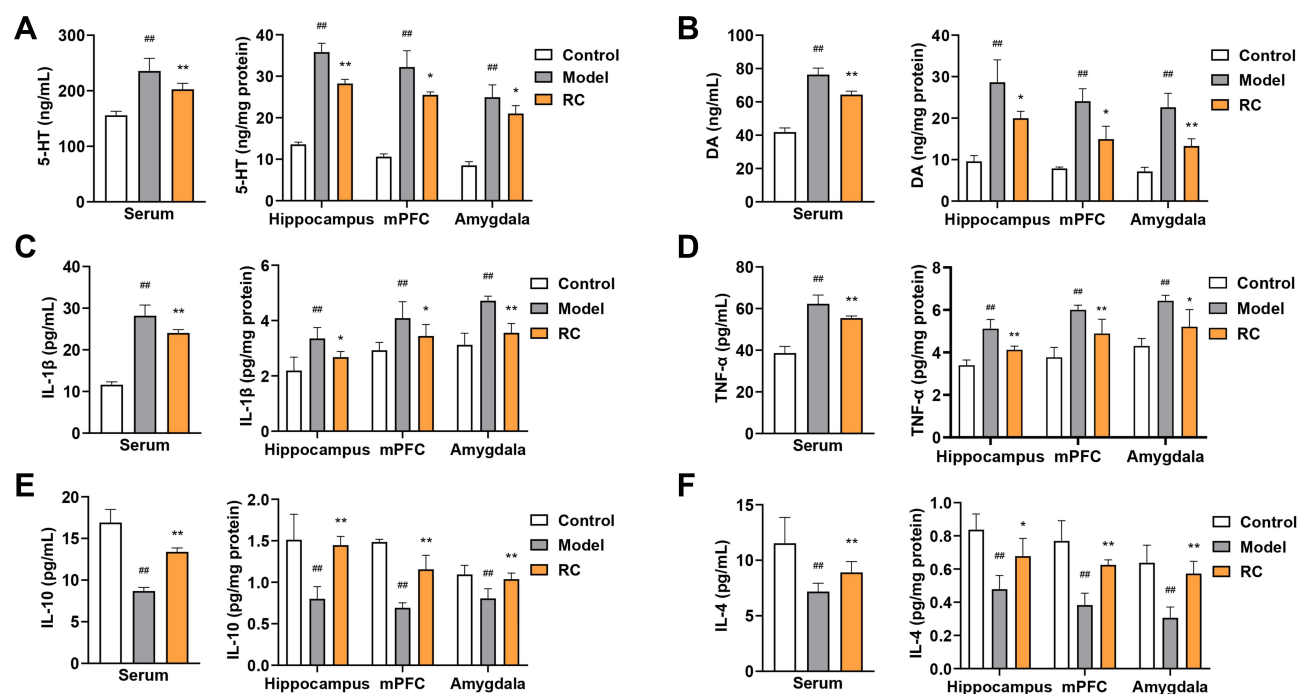 A
5-HT (ng/mL)
300
200
100
0
##
**
Serum
5-HT (ng/mg protein)
40
30
20
10
0
##
**
##
*
##
*
Hippocampus mPFC Amygdala
Control
Model
RC
B
DA (ng/mL)
100
80
60
40
20
0
##
**
Serum
DA (ng/mg protein)
40
30
20
10
0
##
*
##
*
##
**
Hippocampus mPFC Amygdala
Control
Model
RC
C
IL-1β (pg/mL)
40
30
20
10
0
##
**
Serum
IL-1β (pg/mg protein)
6
4
2
0
##
*
##
*
##
**
Hippocampus mPFC Amygdala
Control
Model
RC
D
TNF-α (pg/mL)
80
60
40
20
0
##
**
Serum
TNF-α (pg/mg protein)
8
6
4
2
0
##
**
##
**
##
*
Hippocampus mPFC Amygdala
Control
Model
RC
E
IL-10 (pg/mL)
20
15
10
5
0
##
**
Serum
IL-10 (pg/mg protein)
2.0
1.5
1.0
0.5
0.0
##
**
##
**
##
**
Hippocampus mPFC Amygdala
Control
Model
RC
F
IL-4 (pg/mL)
15
10
5
0
##
**
Serum
IL-4 (pg/mg protein)
1.0
0.8
0.6
0.4
0.2
0.0
##
*
##
**
##
**
Hippocampus mPFC Amygdala
Control
Model
RC